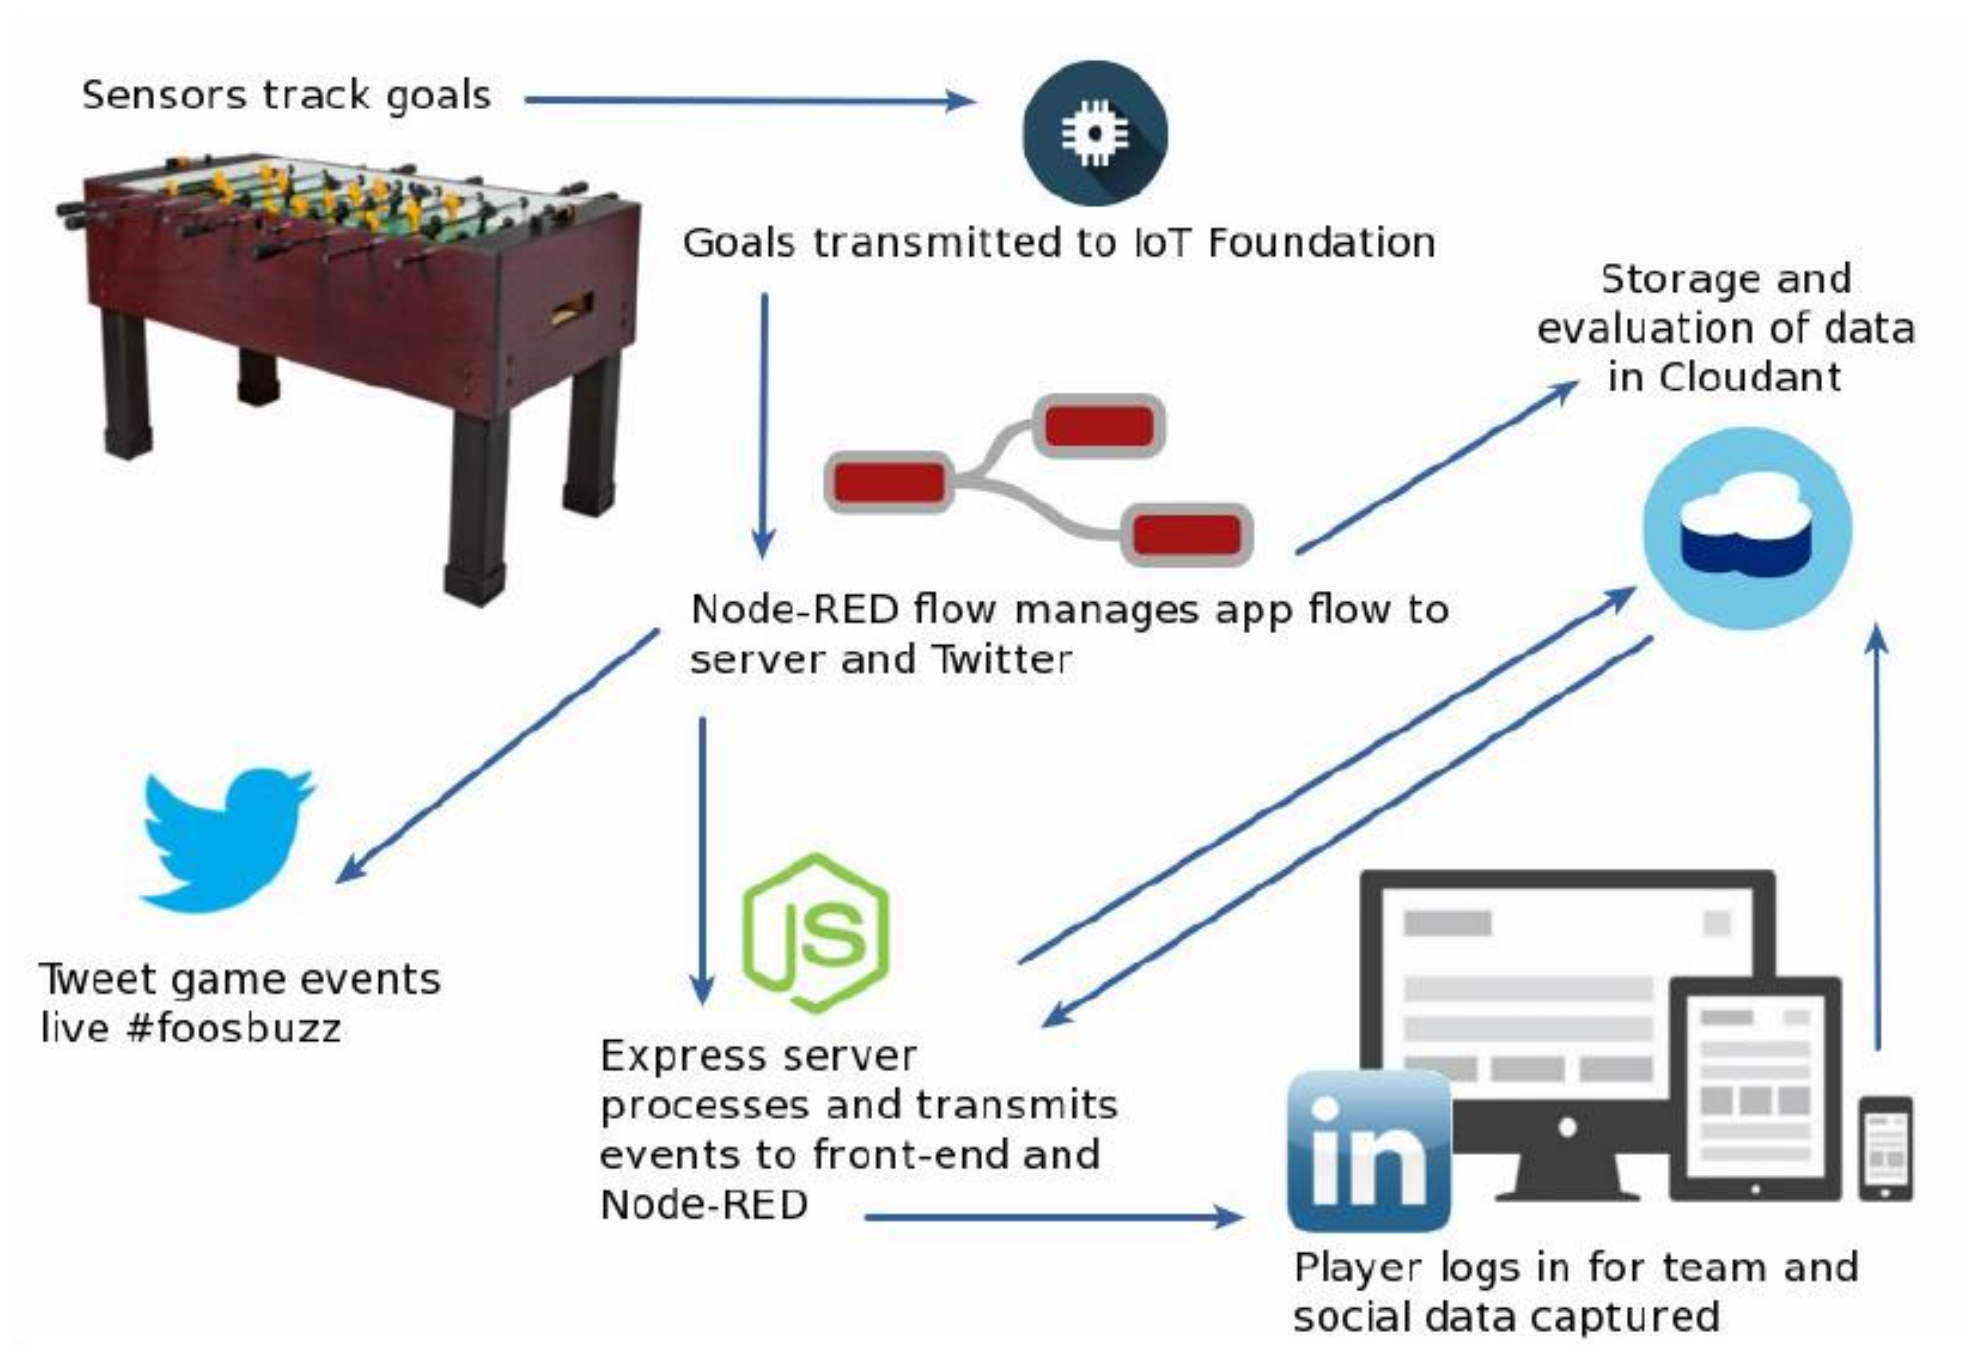 Sensors track goals
Goals transmitted to IoT Foundation
Storage and
evaluation of data
in Cloudant
Node-RED flow manages app flow to
server and Twitter
JS
Tweet game events
live #foosbuzz
Express server
processes and transmits
events to front-end and
Node-RED
in
Player logs in for team and
social data captured